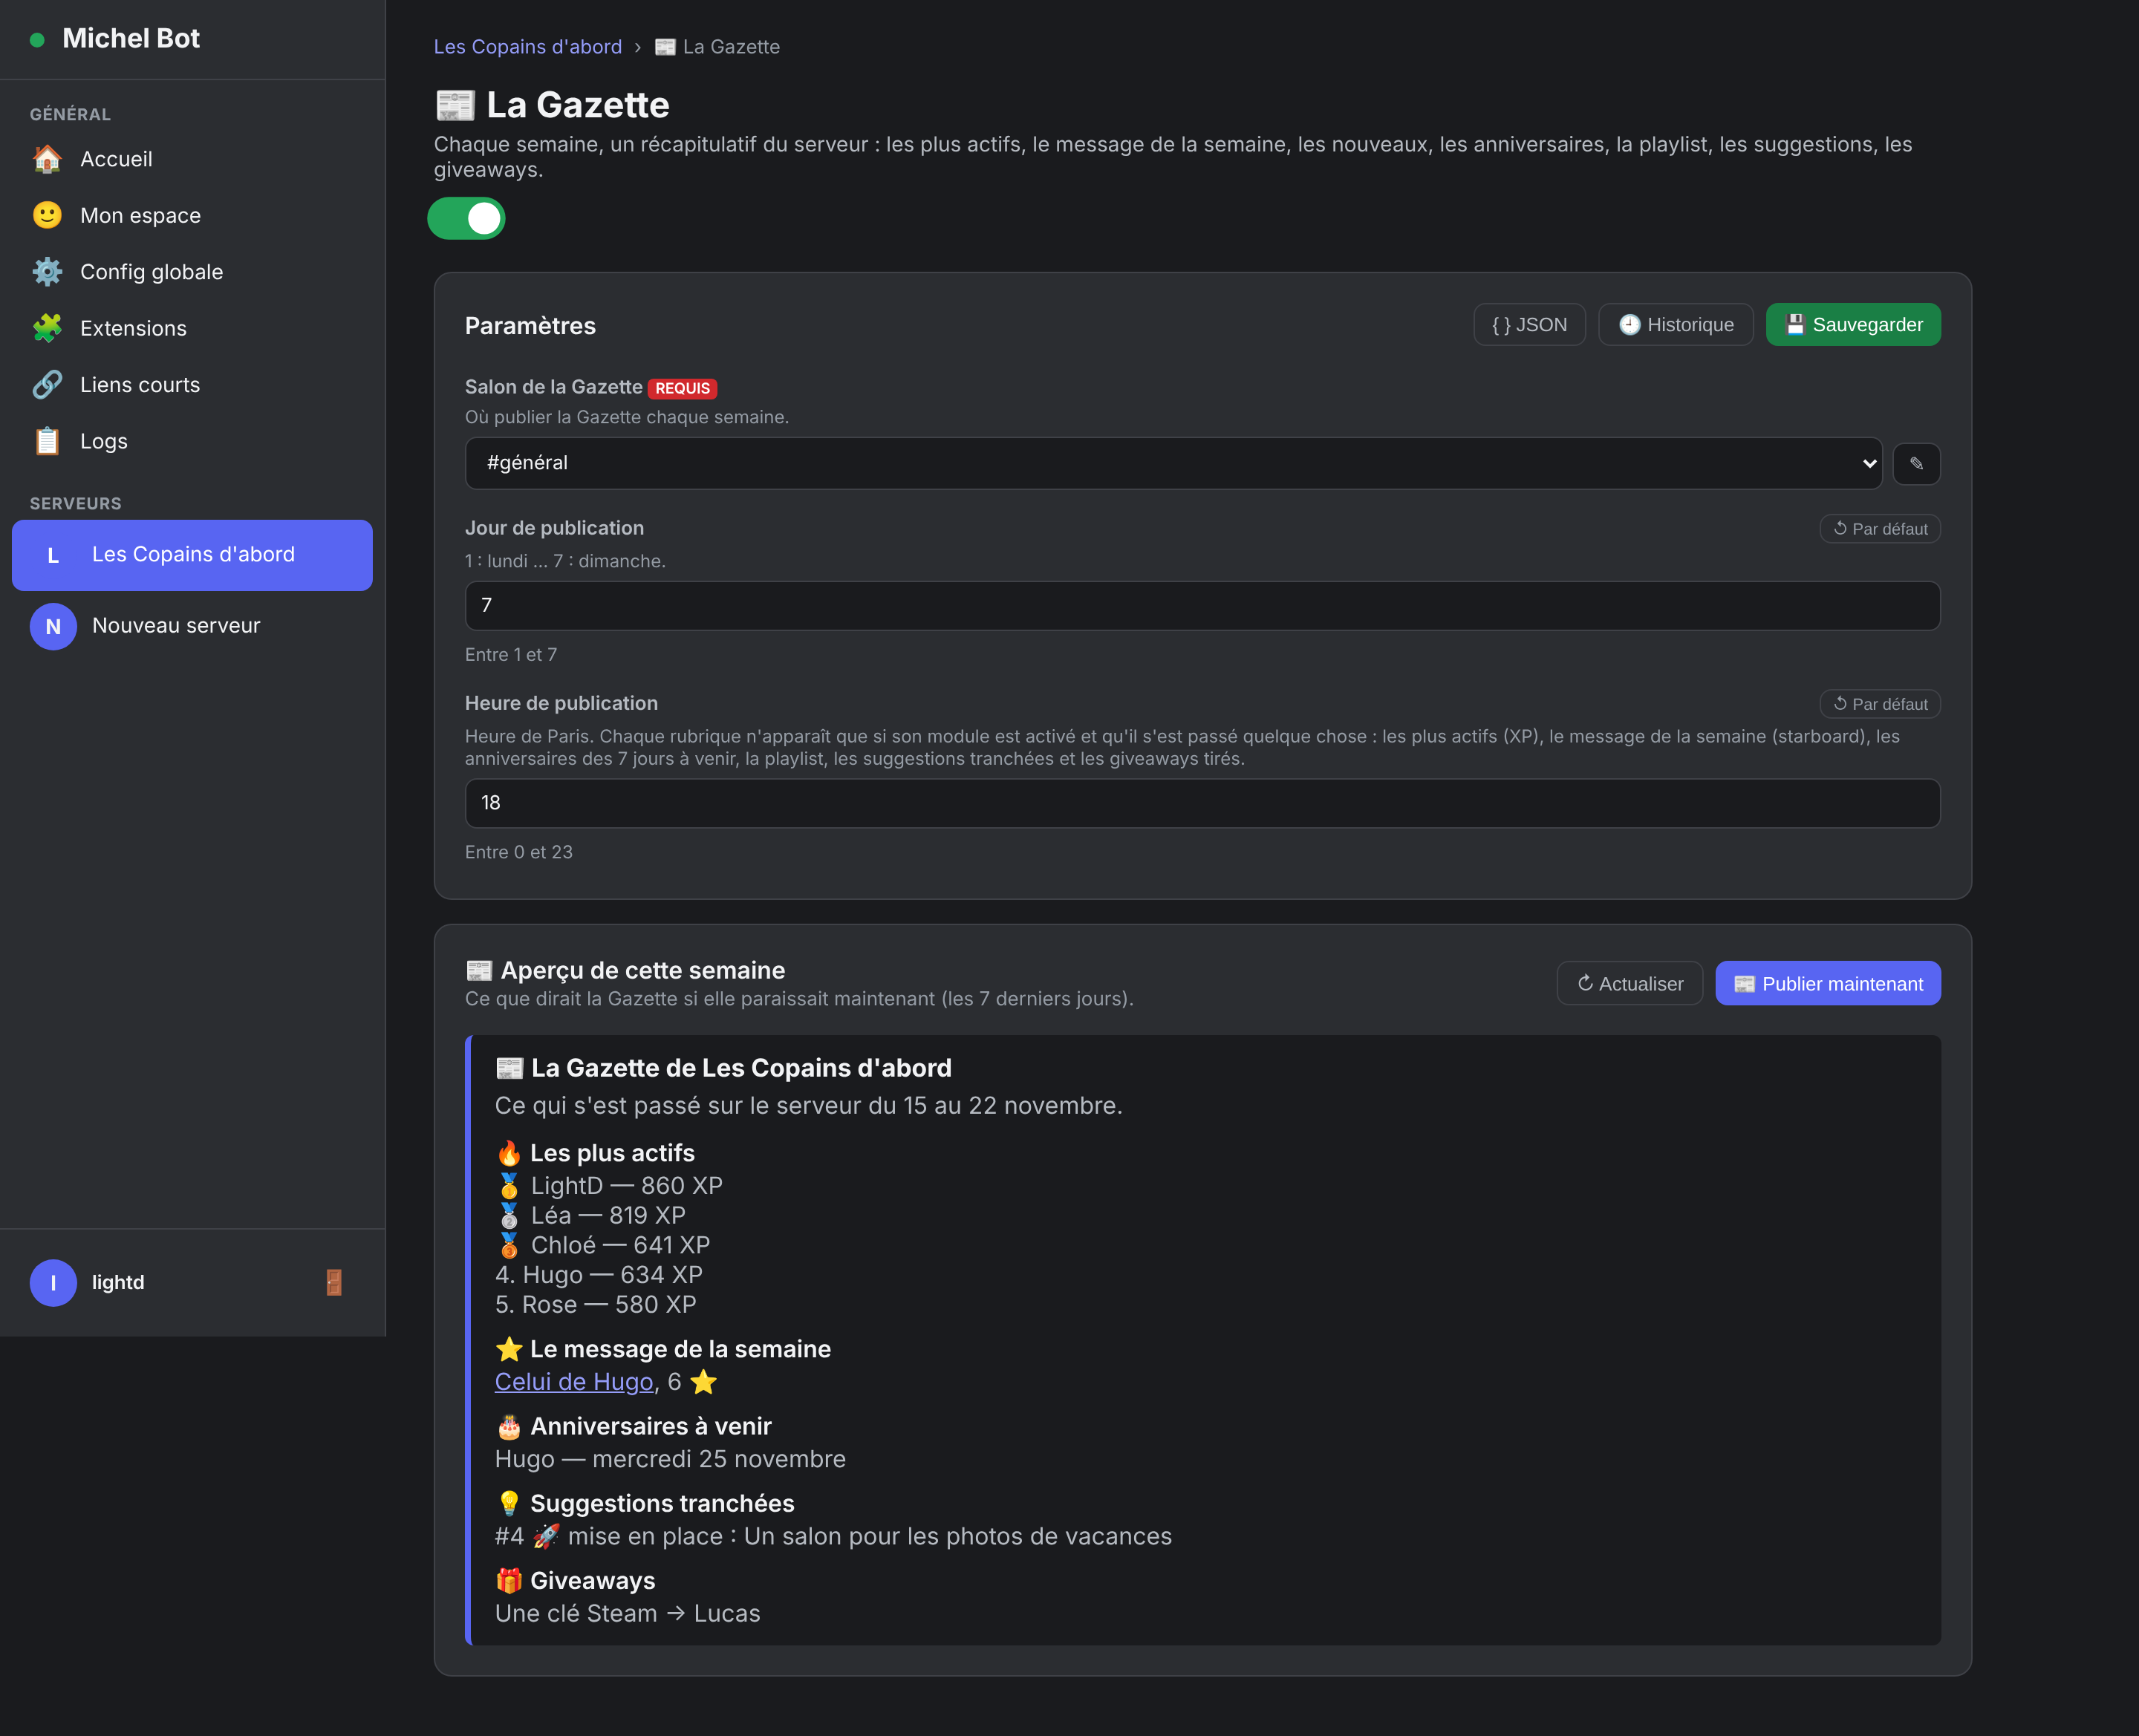 Michel Bot
GÉNÉRAL
🏠 Accueil
🙂 Mon espace
⚙️ Config globale
🧩 Extensions
🔗 Liens courts
📋 Logs
SERVEURS
L Les Copains d'abord
N Nouveau serveur
l lightd 🚪
Les Copains d'abord › 📰 La Gazette
📰 La Gazette
Chaque semaine, un récapitulatif du serveur : les plus actifs, le message de la semaine, les nouveaux, les anniversaires, la playlist, les suggestions, les
giveaways.
Paramètres
{ } JSON
🕘 Historique
💾 Sauvegarder
Salon de la Gazette REQUIS
Où publier la Gazette chaque semaine.
#général
✎
Jour de publication
↺ Par défaut
1 : lundi … 7 : dimanche.
7
Entre 1 et 7
Heure de publication
↺ Par défaut
Heure de Paris. Chaque rubrique n'apparaît que si son module est activé et qu'il s'est passé quelque chose : les plus actifs (XP), le message de la semaine (starboard), les
anniversaires des 7 jours à venir, la playlist, les suggestions tranchées et les giveaways tirés.
18
Entre 0 et 23
📰 Aperçu de cette semaine
Ce que dirait la Gazette si elle paraissait maintenant (les 7 derniers jours).
↻ Actualiser
📰 Publier maintenant
📰 La Gazette de Les Copains d'abord
Ce qui s'est passé sur le serveur du 15 au 22 novembre.
🔥 Les plus actifs
🥇 LightD — 860 XP
🥈 Léa — 819 XP
🥉 Chloé — 641 XP
4. Hugo — 634 XP
5. Rose — 580 XP
⭐ Le message de la semaine
Celui de Hugo, 6 ⭐
🎂 Anniversaires à venir
Hugo — mercredi 25 novembre
💡 Suggestions tranchées
#4 🚀 mise en place : Un salon pour les photos de vacances
🎁 Giveaways
Une clé Steam → Lucas